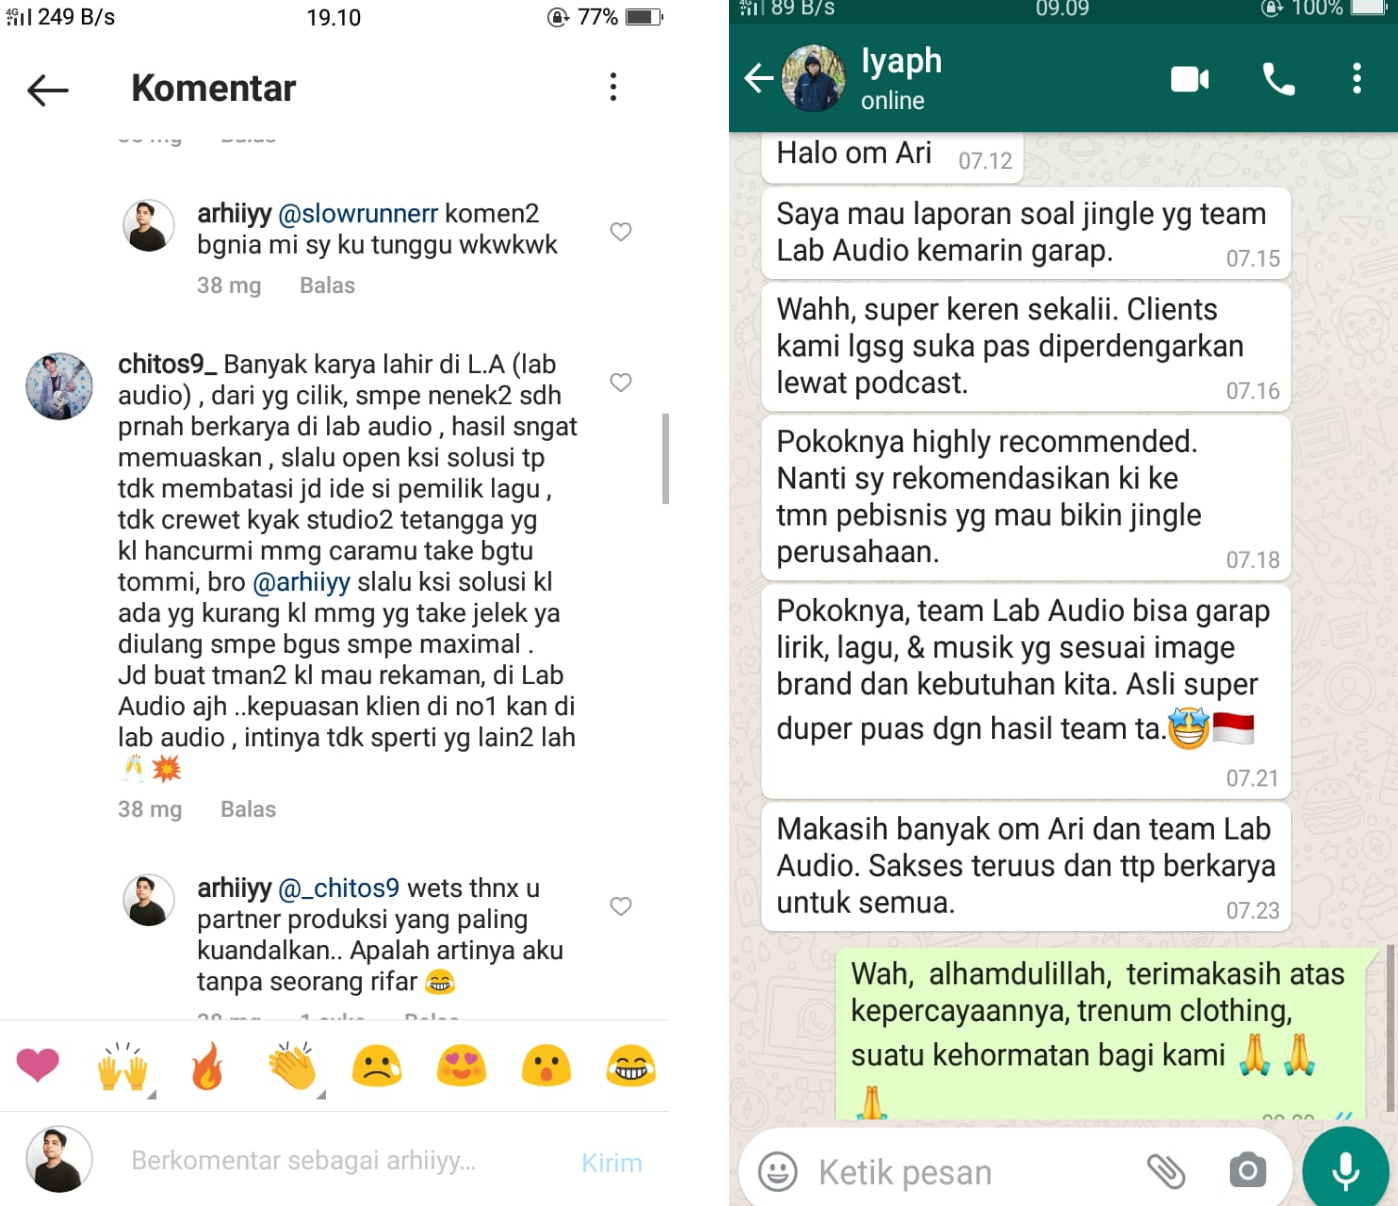 249 B/s
19.10
77%
Komentar
arhiiyy @slowrunnerr komen2
bgnia mi sy ku tunggu wkwkwk
38 mg Balas
chitos9_ Banyak karya lahir di L.A (lab
audio) , dari yg cilik, smpe nenek2 sdh
prnah berkarya di lab audio , hasil sngat
memuaskan , slalu open ksi solusi tp
tdk membatasi jd ide si pemilik lagu ,
tdk crewet kyak studio2 tetangga yg
kl hancurmi mmg caramu take bgtu
tommi, bro @arhiiyy slalu ksi solusi kl
ada yg kurang kl mmg yg take jelek ya
diulang smpe bgus smpe maximal .
Jd buat tman2 kl mau rekaman, di Lab
Audio ajh ..kepuasan klien di no1 kan di
lab audio , intinya tdk sperti yg lain2 lah
🥂💥
38 mg Balas
arhiiyy @_chitos9 wets thnx u
partner produksi yang paling
kuandalkan.. Apalah artinya aku
tanpa seorang rifar 😂
Berkomentar sebagai arhiiyy... Kirim
89 B/s
09.09
100%
Iyaph
online
Halo om Ari 07.12
Saya mau laporan soal jingle yg team
Lab Audio kemarin garap. 07.15
Wahh, super keren sekalii. Clients
kami lgsg suka pas diperdengarkan
lewat podcast. 07.16
Pokoknya highly recommended.
Nanti sy rekomendasikan ki ke
tmn pebisnis yg mau bikin jingle
perusahaan. 07.18
Pokoknya, team Lab Audio bisa garap
lirik, lagu, & musik yg sesuai image
brand dan kebutuhan kita. Asli super
duper puas dgn hasil team ta.🤩🇮🇩
07.21
Makasih banyak om Ari dan team Lab
Audio. Sakses teruus dan ttp berkarya
untuk semua. 07.23
Wah, alhamdulillah, terimakasih atas
kepercayaannya, trenum clothing,
suatu kehormatan bagi kami 🙏🙏
🙏
Ketik pesan